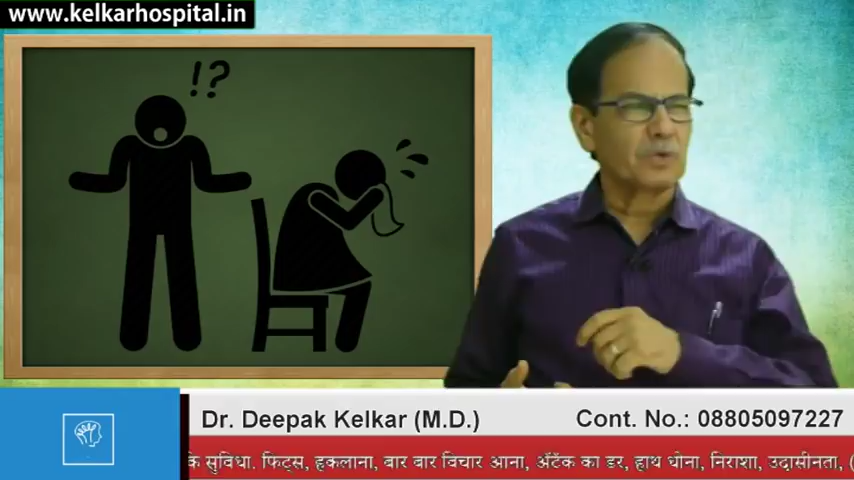 www.kelkarhospital.in
!?
Dr. Deepak Kelkar (M.D.)
Cont. No.: 08805097227
कि सुविधा. फिट्स, हकलाना, बार बार विचार आना, अँटॅक का डर, हाथ धोना, निराशा, उदासीनता, (